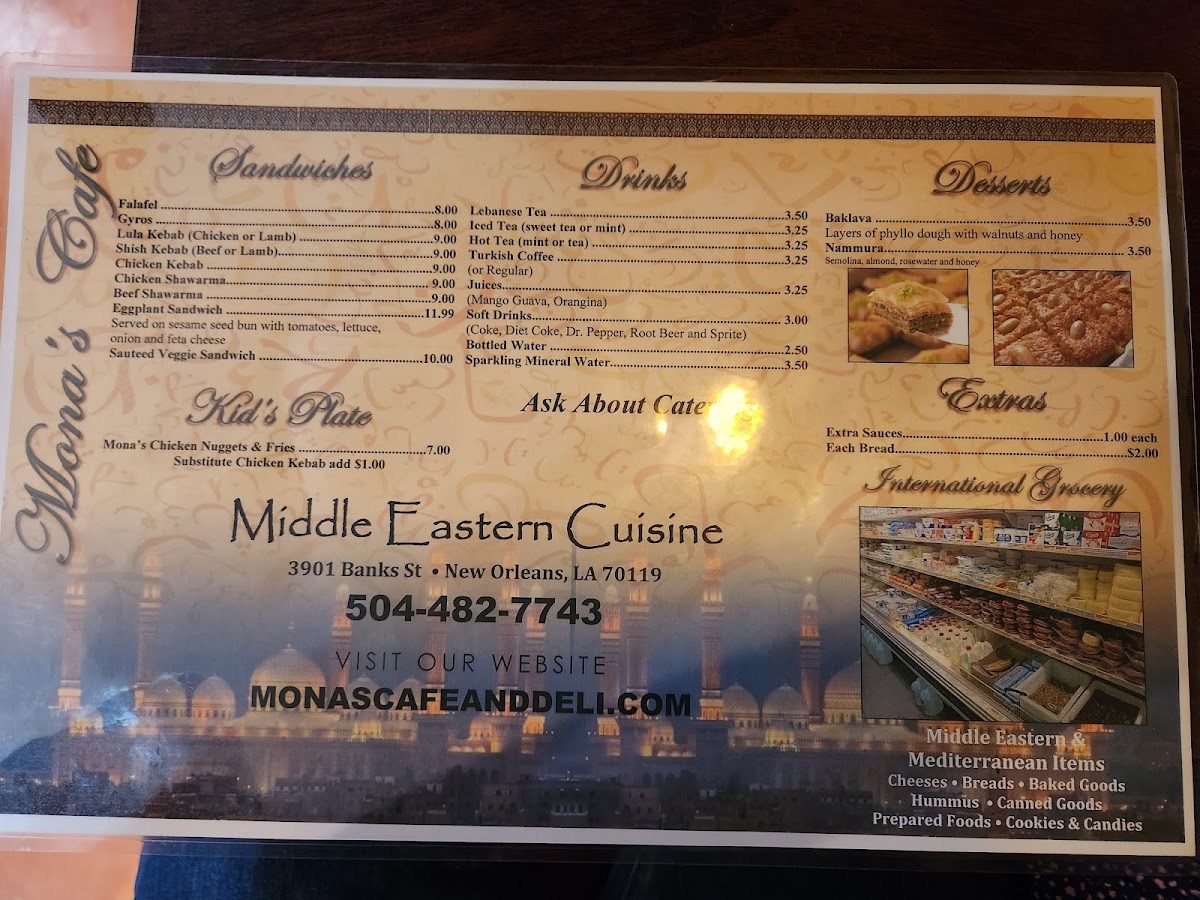 Mona's Cafe
Sandwiches
Falafel ........ 8.00
Gyros ........ 8.00
Lula Kebab (Chicken or Lamb) ........ 9.00
Shish Kebab (Beef or Lamb)........ 9.00
Chicken Kebab ........ 9.00
Chicken Shawarma........ 9.00
Beef Shawarma ........ 9.00
Eggplant Sandwich ........ 11.99
Served on sesame seed bun with tomatoes, lettuce,
onion and feta cheese
Sauteed Veggie Sandwich ........ 10.00
Kid's Plate
Mona's Chicken Nuggets & Fries ........ 7.00
Substitute Chicken Kebab add $1.00
Drinks
Lebanese Tea ........ 3.50
Iced Tea (sweet tea or mint) ........ 3.25
Hot Tea (mint or tea) ........ 3.25
Turkish Coffee ........ 3.25
(or Regular)
Juices........ 3.25
(Mango Guava, Orangina)
Soft Drinks........ 3.00
(Coke, Diet Coke, Dr. Pepper, Root Beer and Sprite)
Bottled Water ........ 2.50
Sparkling Mineral Water........ 3.50
Ask About
Desserts
Baklava ........ 3.50
Layers of phyllo dough with walnuts and honey
Nammura........ 3.50
Semolina, almond, rosewater and honey
Extras
Extra Sauces........ 1.00 each
Each Bread........ $2.00
International Grocery
Middle Eastern &
Mediterranean Items
Cheeses • Breads • Baked Goods
Hummus • Canned Goods
Prepared Foods • Cookies & Candies
Middle Eastern Cuisine
3901 Banks St • New Orleans, LA 70119
504-482-7743
VISIT OUR WEBSITE
MONASCAFEANDDELI.COM